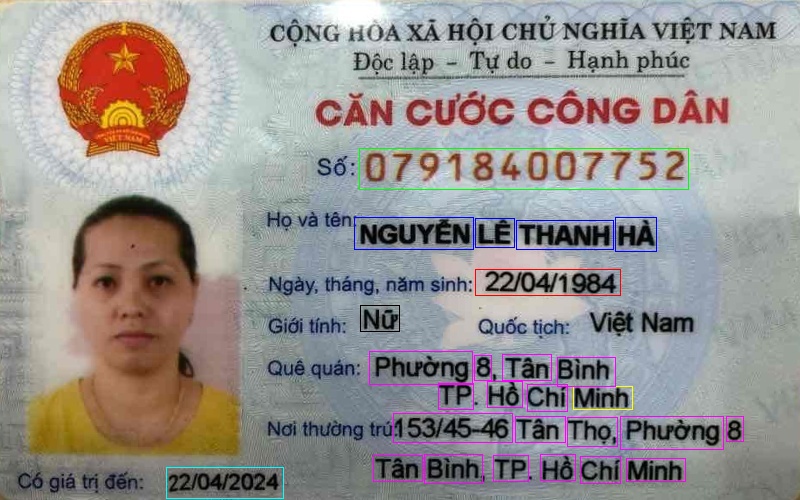 CỘNG HÒA XÃ HỘI CHỦ NGHĨA VIỆT NAM
Độc lập - Tự do - Hạnh phúc
CĂN CƯỚC CÔNG DÂN
Số: 079184007752
Họ và tên: NGUYỄN LÊ THANH HÀ
Ngày, tháng, năm sinh: 22/04/1984
Giới tính: Nữ Quốc tịch: Việt Nam
Quê quán: Phường 8, Tân Bình
TP. Hồ Chí Minh
Nơi thường trú: 153/45-46 Tân Thọ, Phường 8
Tân Bình, TP. Hồ Chí Minh
Có giá trị đến: 22/04/2024